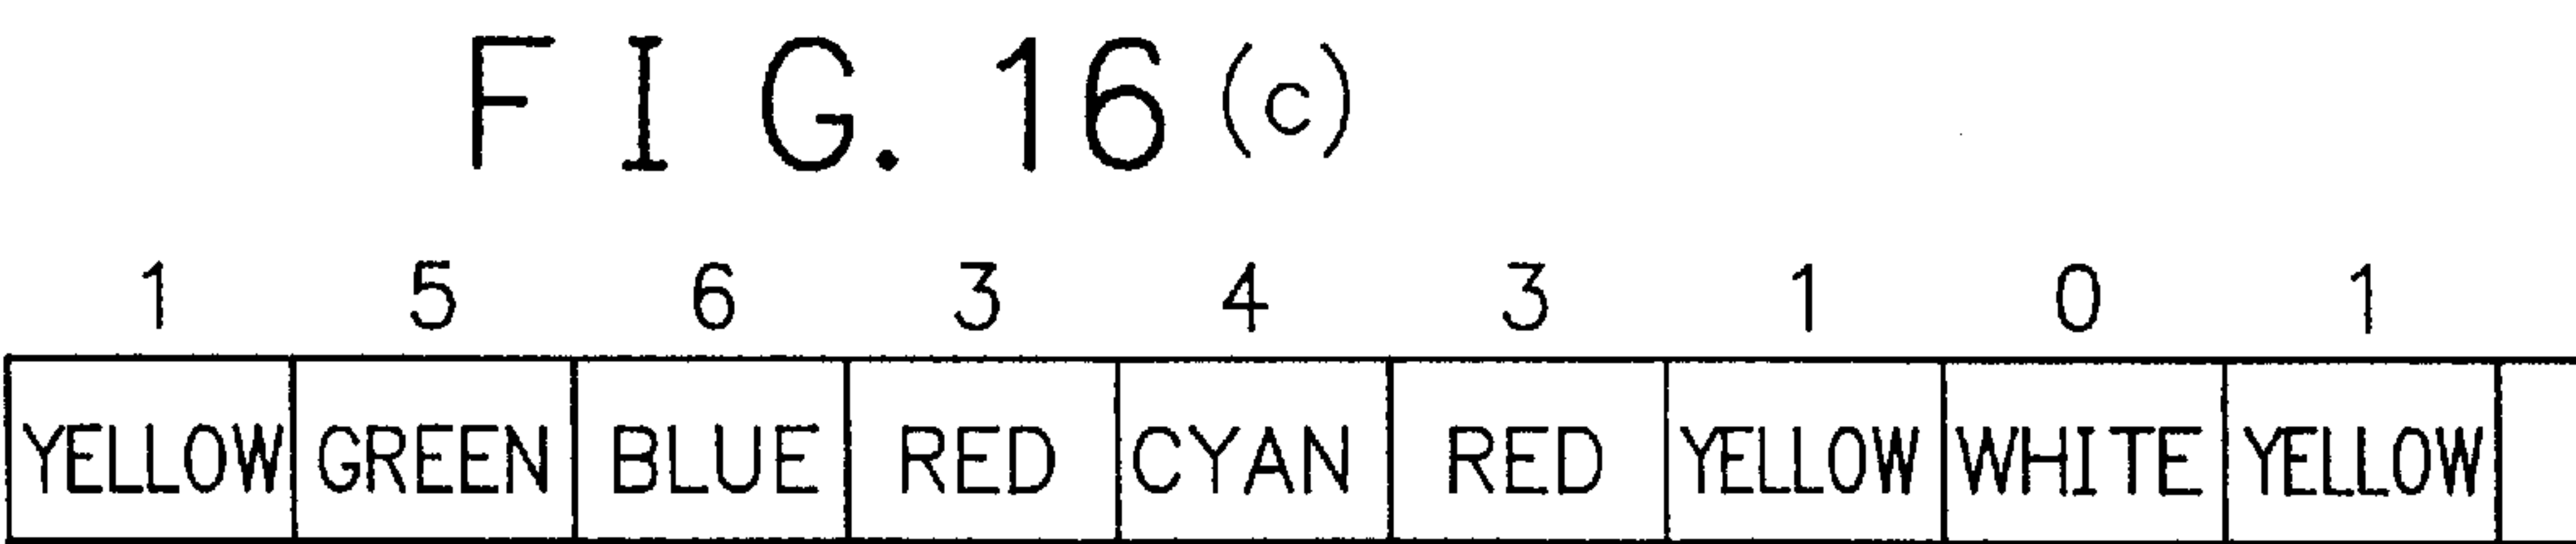 FIG. 16 (c)
1 5 6 3 4 3 1 0 1
YELLOW GREEN BLUE RED CYAN RED YELLOW WHITE YELLOW